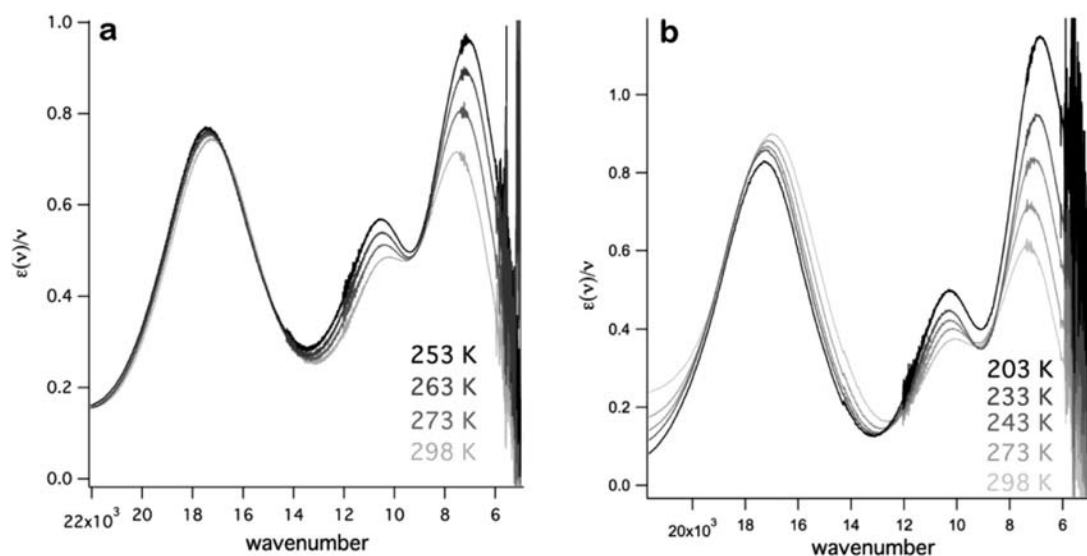 a
1.0
0.8
0.6
0.4
0.2
0.0
ε(ν)/ν
253 K
263 K
273 K
298 K
22x10³ 20 18 16 14 12 10 8 6
wavenumber
b
1.0
0.8
0.6
0.4
0.2
0.0
ε(ν)/ν
203 K
233 K
243 K
273 K
298 K
20x10³ 18 16 14 12 10 8 6
wavenumber